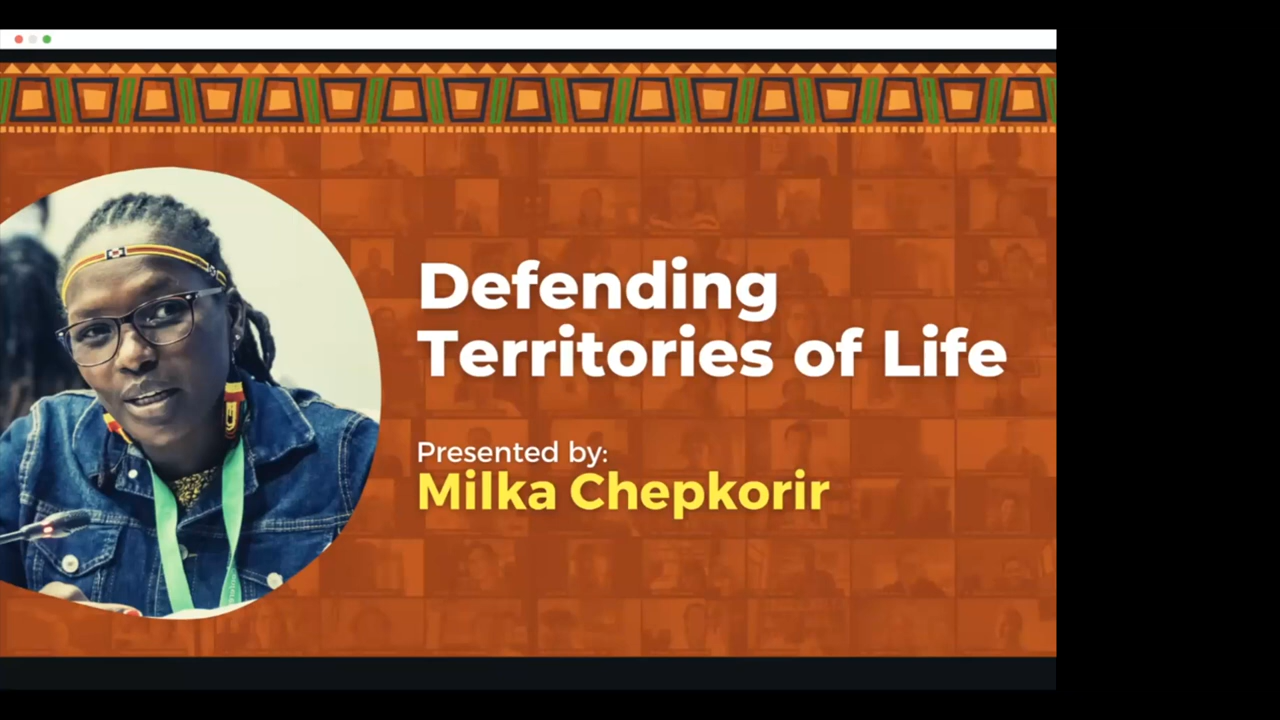 Defending
Territories of Life
Presented by:
Milka Chepkorir